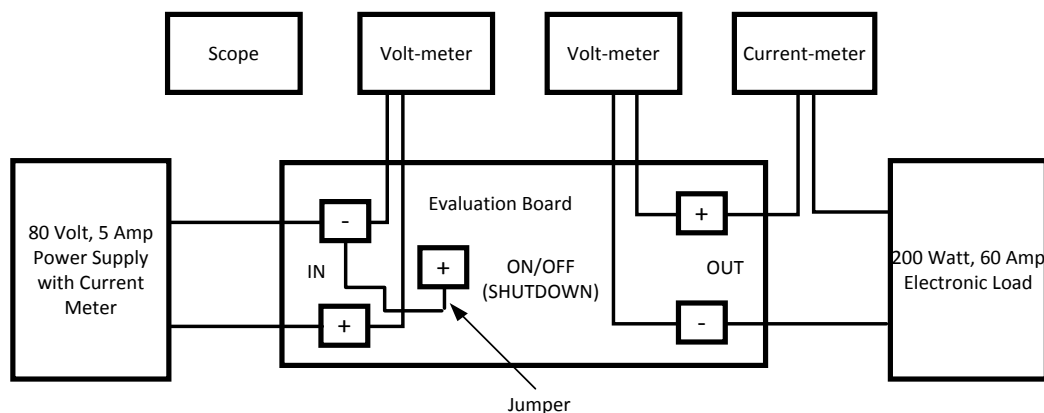 Scope
Volt-meter
Volt-meter
Current-meter
80 Volt, 5 Amp
Power Supply
with Current
Meter
-
IN
+
Evaluation Board
+
ON/OFF
(SHUTDOWN)
+
OUT
-
200 Watt, 60 Amp
Electronic Load
Jumper